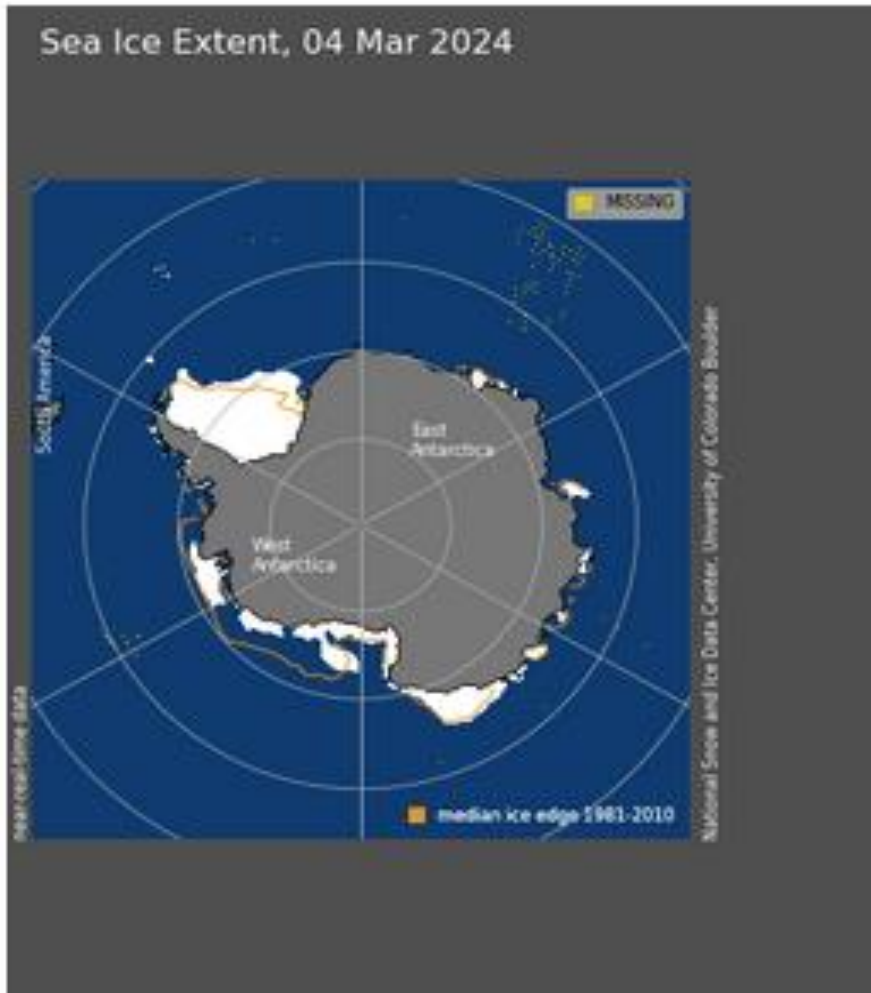 Sea Ice Extent, 04 Mar 2024
MISSING
South America
East
Antarctica
West
Antarctica
near-real-time data
median ice edge 1981-2010
National Snow and Ice Data Center, University of Colorado Boulder